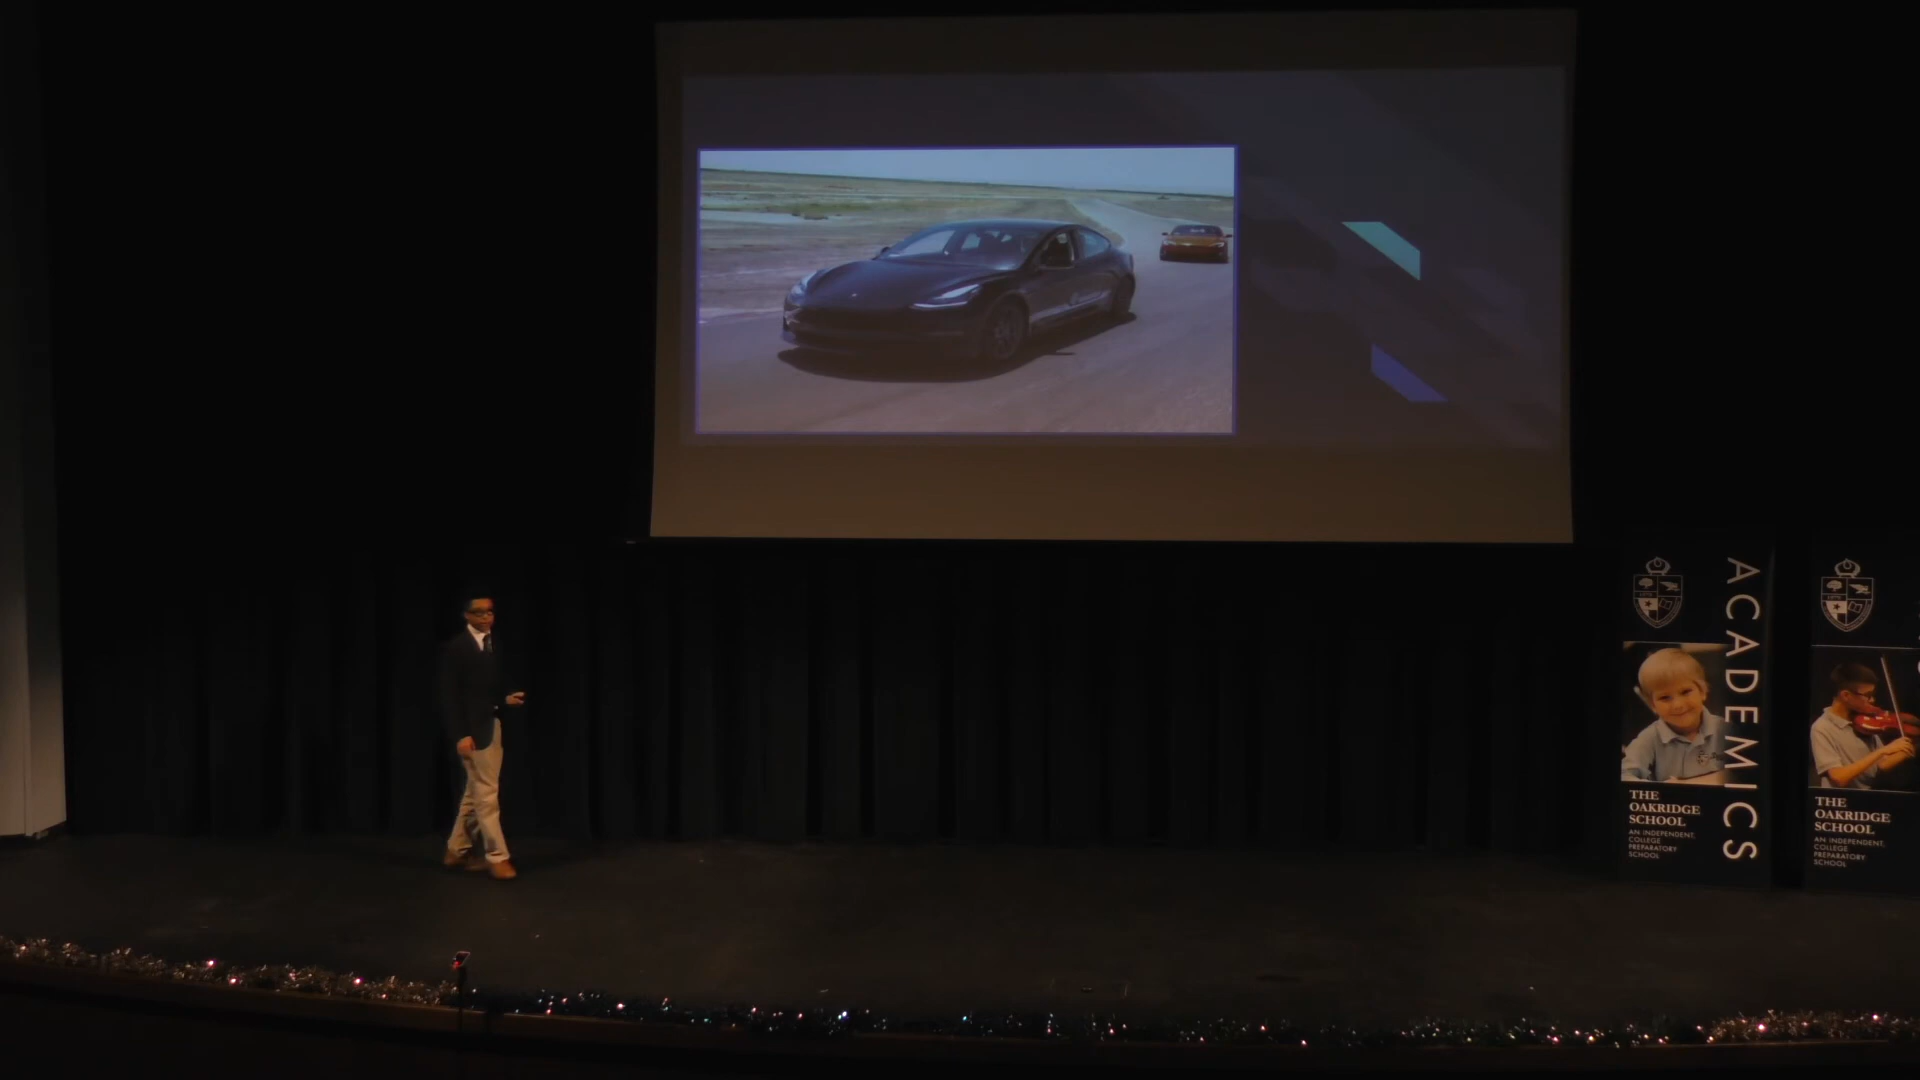 ACADEMICS
THE
OAKRIDGE
SCHOOL
AN INDEPENDENT,
COLLEGE
PREPARATORY
SCHOOL
THE
OAKRIDGE
SCHOOL
AN INDEPENDENT,
COLLEGE
PREPARATORY
SCHOOL